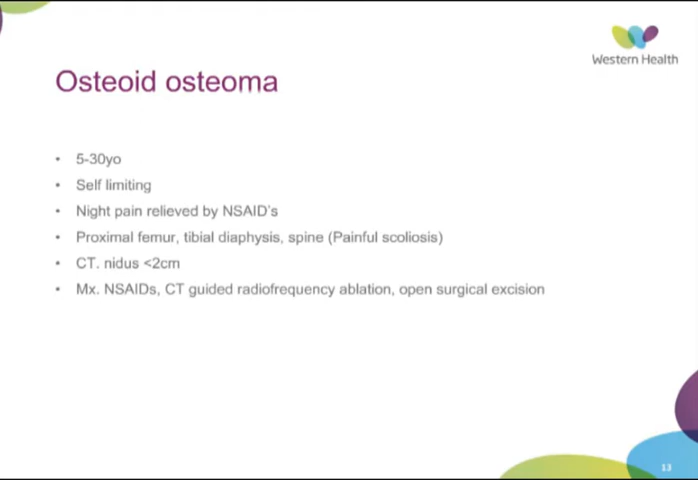 Western Health
Osteoid osteoma
• 5-30yo
• Self limiting
• Night pain relieved by NSAID's
• Proximal femur, tibial diaphysis, spine (Painful scoliosis)
• CT. nidus <2cm
• Mx. NSAIDs, CT guided radiofrequency ablation, open surgical excision
13